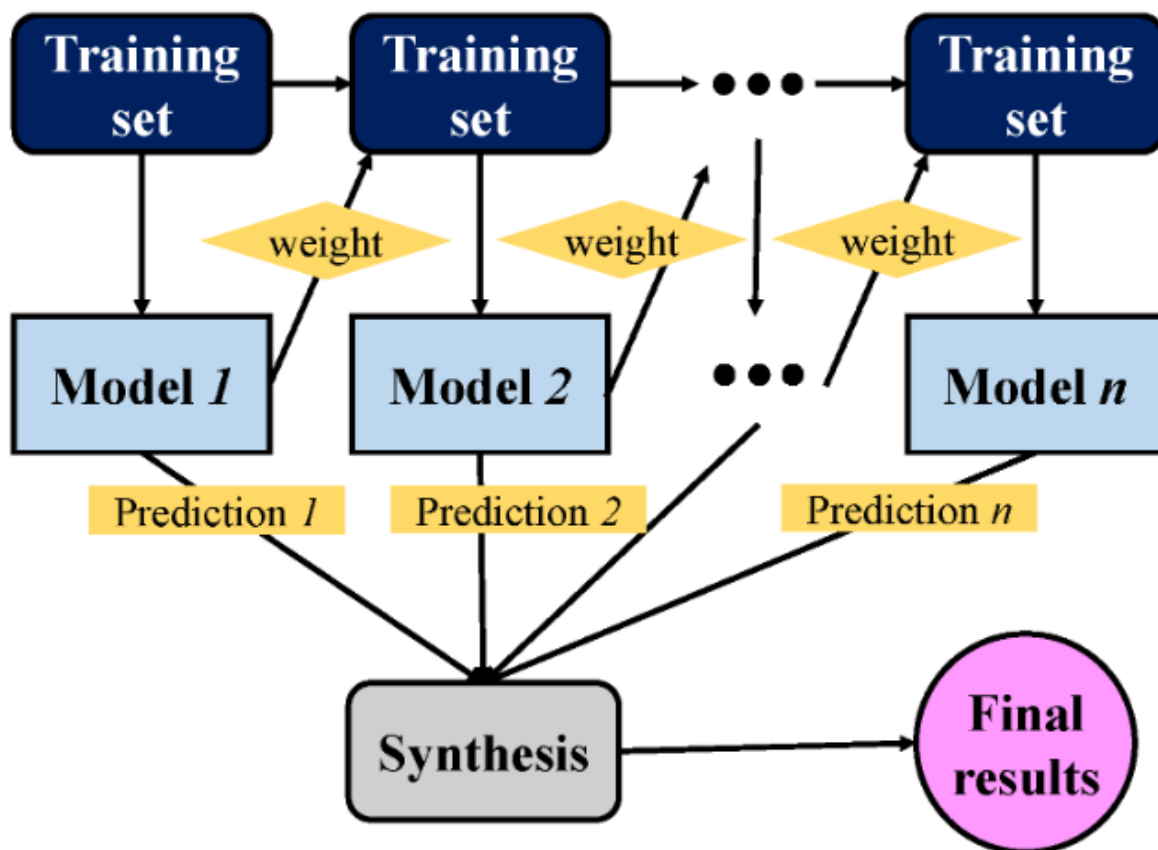 Training
set
Training
set
•••
Training
set
weight
weight
weight
Model 1
Model 2
•••
Model n
Prediction 1
Prediction 2
Prediction n
Synthesis
Final
results